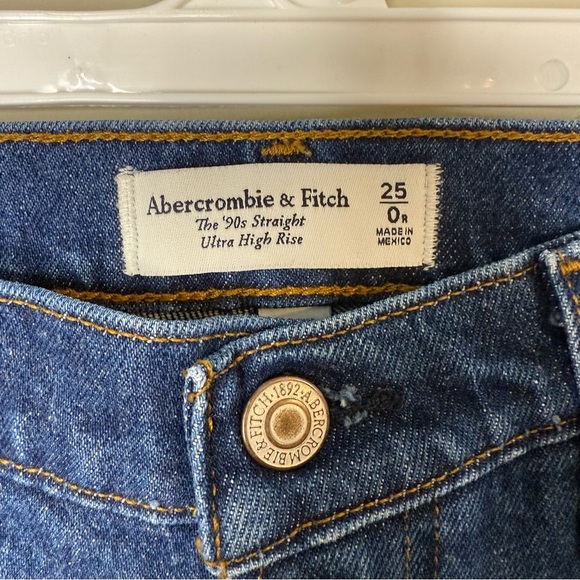 Abercrombie & Fitch
The '90s Straight
Ultra High Rise
25
0R
MADE IN
MEXICO
ABERCROMBIE & FITCH · 1892 ·